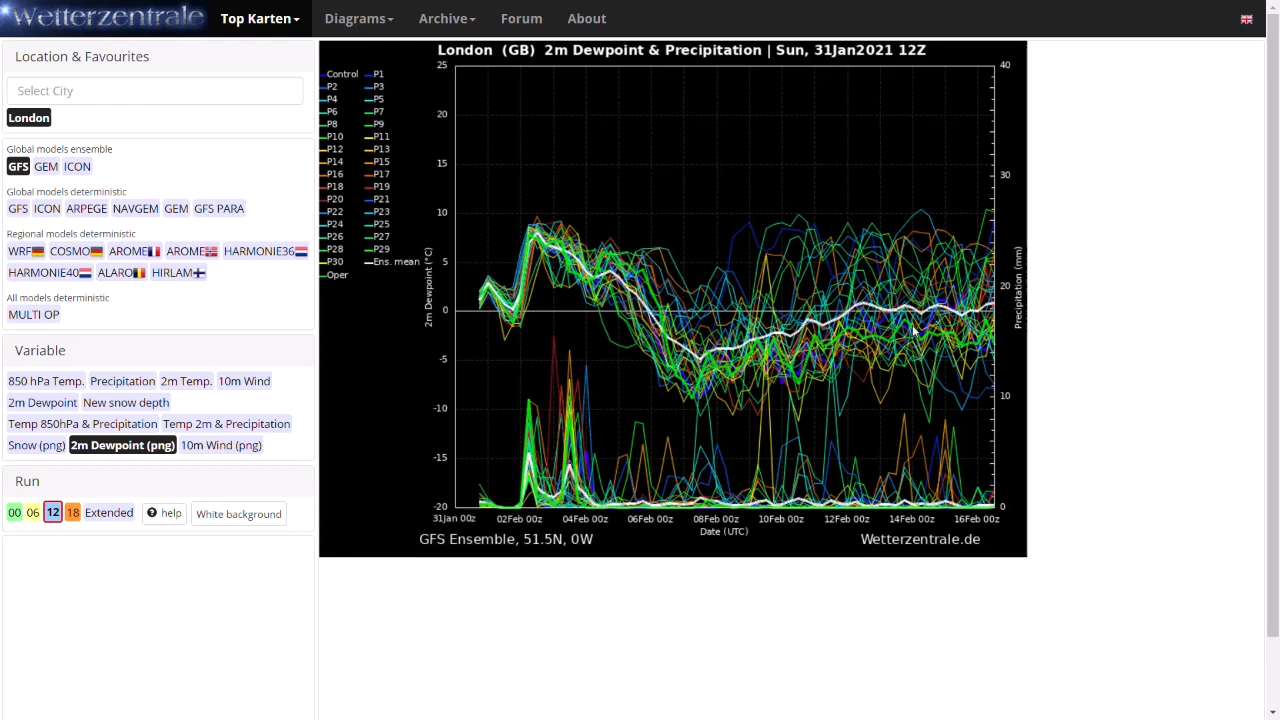 Wetterzentrale
Top Karten
Diagrams
Archive
Forum
About
Location & Favourites
Select City
London
Global models ensemble
GFS GEM ICON
Global models deterministic
GFS ICON ARPEGE NAVGEM GEM GFS PARA
Regional models deterministic
WRF COSMO AROME AROME HARMONIE36
HARMONIE40 ALARO HIRLAM
All models deterministic
MULTI OP
Variable
850 hPa Temp. Precipitation 2m Temp. 10m Wind
2m Dewpoint New snow depth
Temp 850hPa & Precipitation Temp 2m & Precipitation
Snow (png) 2m Dewpoint (png) 10m Wind (png)
Run
00 06 12 18 Extended help White background
London (GB) 2m Dewpoint & Precipitation | Sun, 31Jan2021 12Z
Control P1
P2 P3
P4 P5
P6 P7
P8 P9
P10 P11
P12 P13
P14 P15
P16 P17
P18 P19
P20 P21
P22 P23
P24 P25
P26 P27
P28 P29
P30 Ens. mean
Oper
2m Dewpoint (°C)
25
20
15
10
5
0
-5
-10
-15
-20
40
30
20
10
0
Precipitation (mm)
31Jan 00z 02Feb 00z 04Feb 00z 06Feb 00z 08Feb 00z 10Feb 00z 12Feb 00z 14Feb 00z 16Feb 00z
Date (UTC)
GFS Ensemble, 51.5N, 0W
Wetterzentrale.de